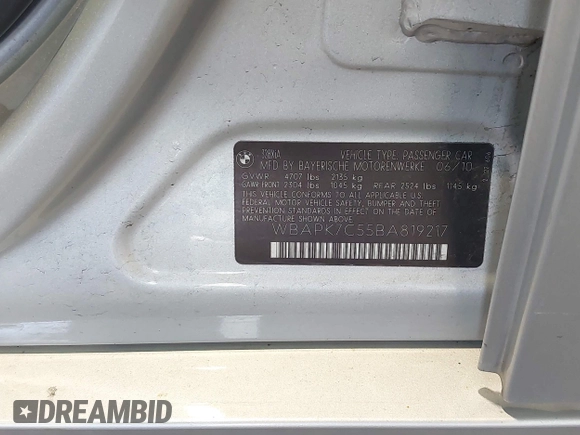 BMW
328XiA VEHICLE TYPE: PASSENGER CAR
MFD. BY BAYERISCHE MOTORENWERKE 06/10
GVWR 4707 lbs 2135 kg
GAWR FRONT 2304 lbs 1045 kg REAR 2524 lbs 1145 kg
THIS VEHICLE CONFORMS TO ALL APPLICABLE U.S.
FEDERAL MOTOR VEHICLE SAFETY, BUMPER AND THEFT
PREVENTION STANDARDS IN EFFECT ON THE DATE OF
MANUFACTURE SHOWN ABOVE.
WBAPK7C55BA819217
DREAMBID